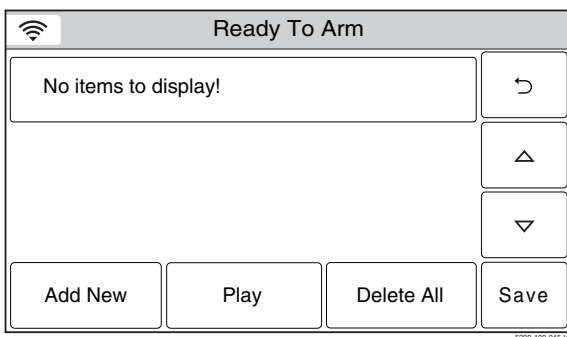 Ready To Arm
No items to display!
Add New
Play
Delete All
Save